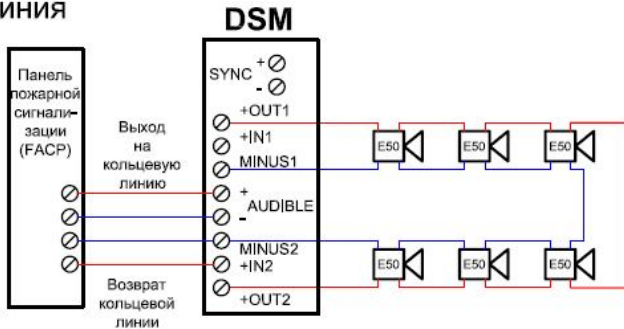 ИНИЯ
DSM
Панель
пожарной
сигнали-
зации
(FACP)
Выход
на
кольцевую
линию
Возврат
кольцевой
линии
SYNC
+
-
+OUT1
+IN1
MINUS1
+
AUDIBLE
-
MINUS2
+IN2
+OUT2
E50
E50
E50
E50
E50
E50